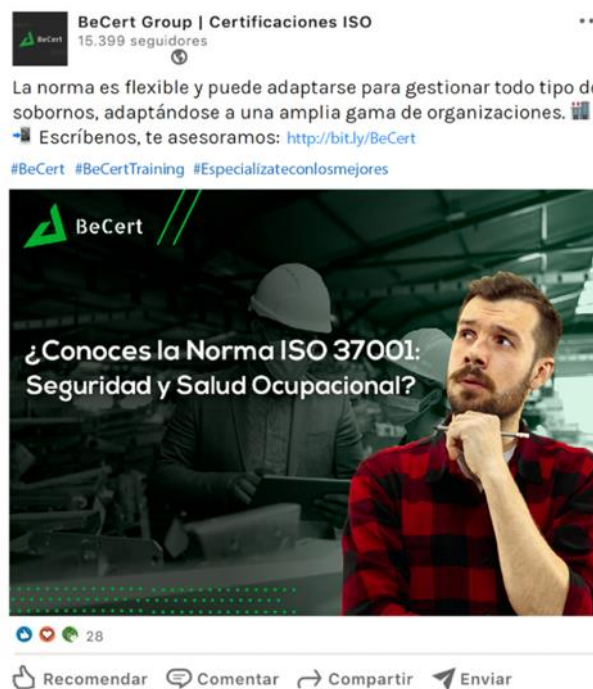 BeCert
BeCert Group | Certificaciones ISO
15.399 seguidores
La norma es flexible y puede adaptarse para gestionar todo tipo de
sobornos, adaptándose a una amplia gama de organizaciones.
Escríbenos, te asesoramos: http://bit.ly/BeCert
#BeCert #BeCertTraining #Especialízateconlosmejores
BeCert
¿Conoces la Norma ISO 37001:
Seguridad y Salud Ocupacional?
28
Recomendar Comentar Compartir Enviar